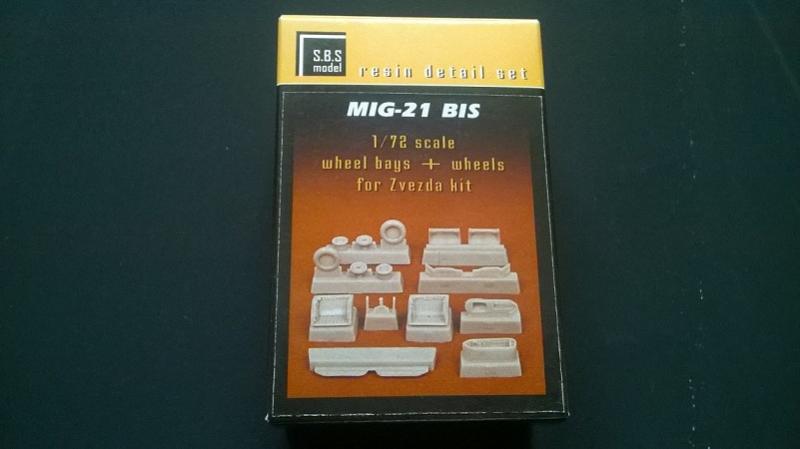 S.B.S
model
resin detail set
MIG-21 BIS
1/72 scale
wheel bays + wheels
for Zvezda kit